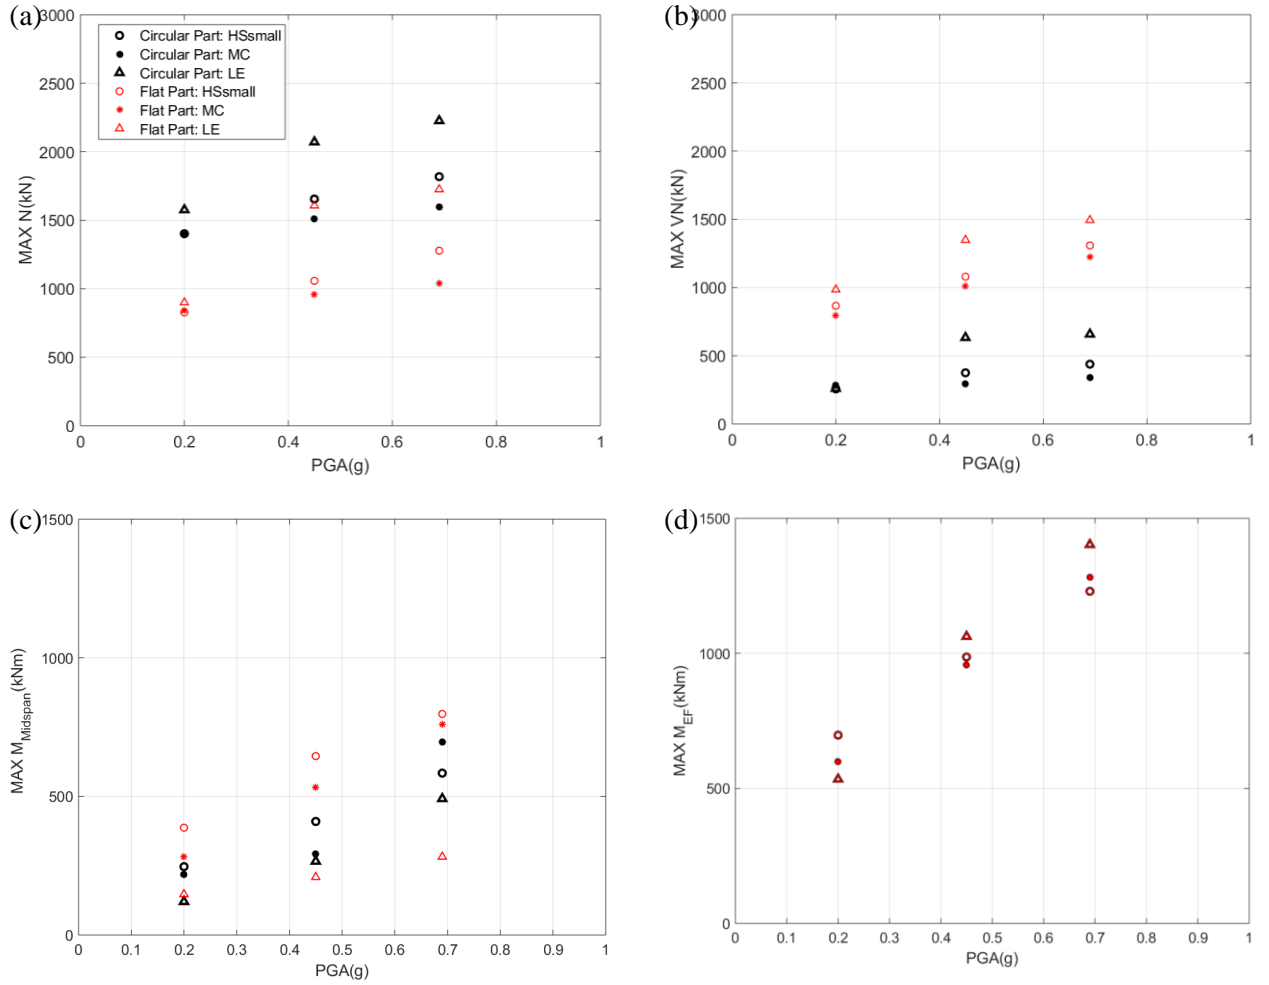 (a)
3000
2500
2000
1500
1000
500
0
MAX N(kN)
Circular Part: HSsmall
Circular Part: MC
Circular Part: LE
Flat Part: HSsmall
Flat Part: MC
Flat Part: LE
0 0.2 0.4 0.6 0.8 1
PGA(g)
(b)
3000
2500
2000
1500
1000
500
0
MAX VN(kN)
0 0.2 0.4 0.6 0.8 1
PGA(g)
(c)
1500
1000
500
0
MAX M_Midspan(kNm)
0 0.1 0.2 0.3 0.4 0.5 0.6 0.7 0.8 0.9 1
PGA(g)
(d)
1500
1000
500
0
MAX M_EF(kNm)
0 0.1 0.2 0.3 0.4 0.5 0.6 0.7 0.8 0.9 1
PGA(g)